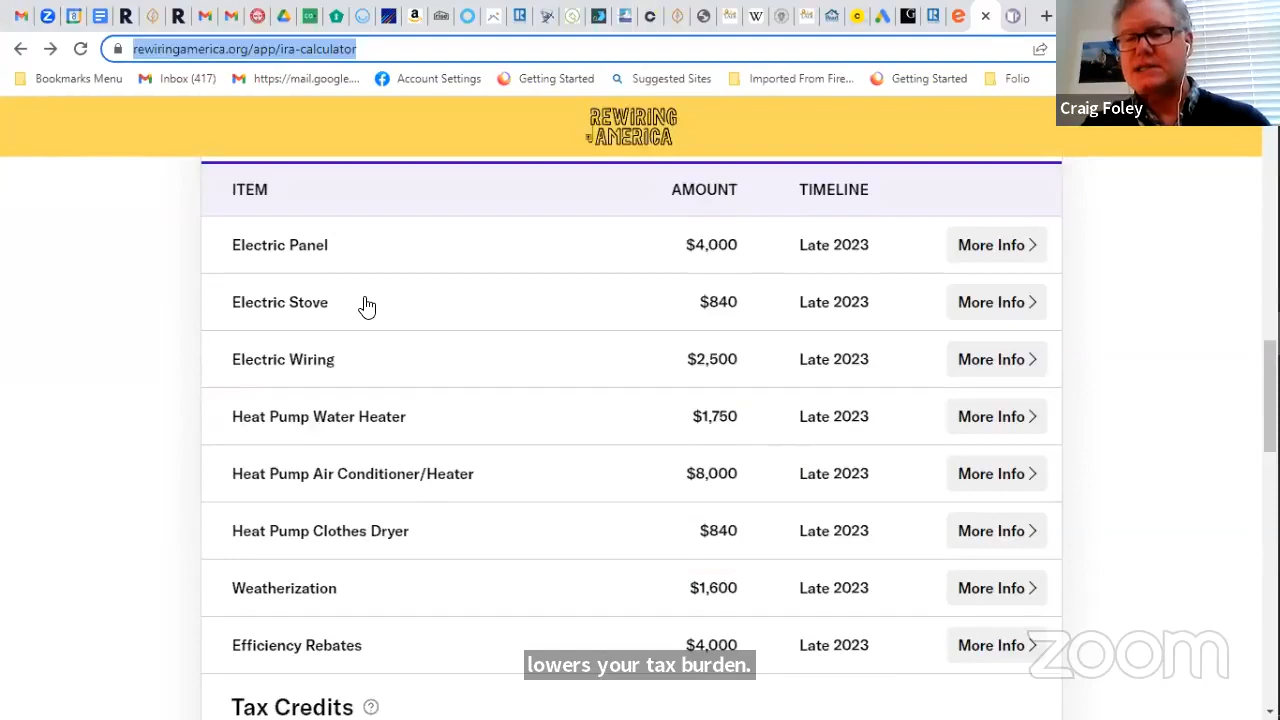 rewiringamerica.org/app/ira-calculator
Bookmarks Menu Inbox (417) https://mail.google.... Account Settings Getting Started Suggested Sites Imported From Fire... Getting Started Folio
Craig Foley
REWIRING AMERICA
ITEM AMOUNT TIMELINE
Electric Panel $4,000 Late 2023 More Info
Electric Stove $840 Late 2023 More Info
Electric Wiring $2,500 Late 2023 More Info
Heat Pump Water Heater $1,750 Late 2023 More Info
Heat Pump Air Conditioner/Heater $8,000 Late 2023 More Info
Heat Pump Clothes Dryer $840 Late 2023 More Info
Weatherization $1,600 Late 2023 More Info
Efficiency Rebates $4,000 Late 2023 More Info
lowers your tax burden.
zoom
Tax Credits ?